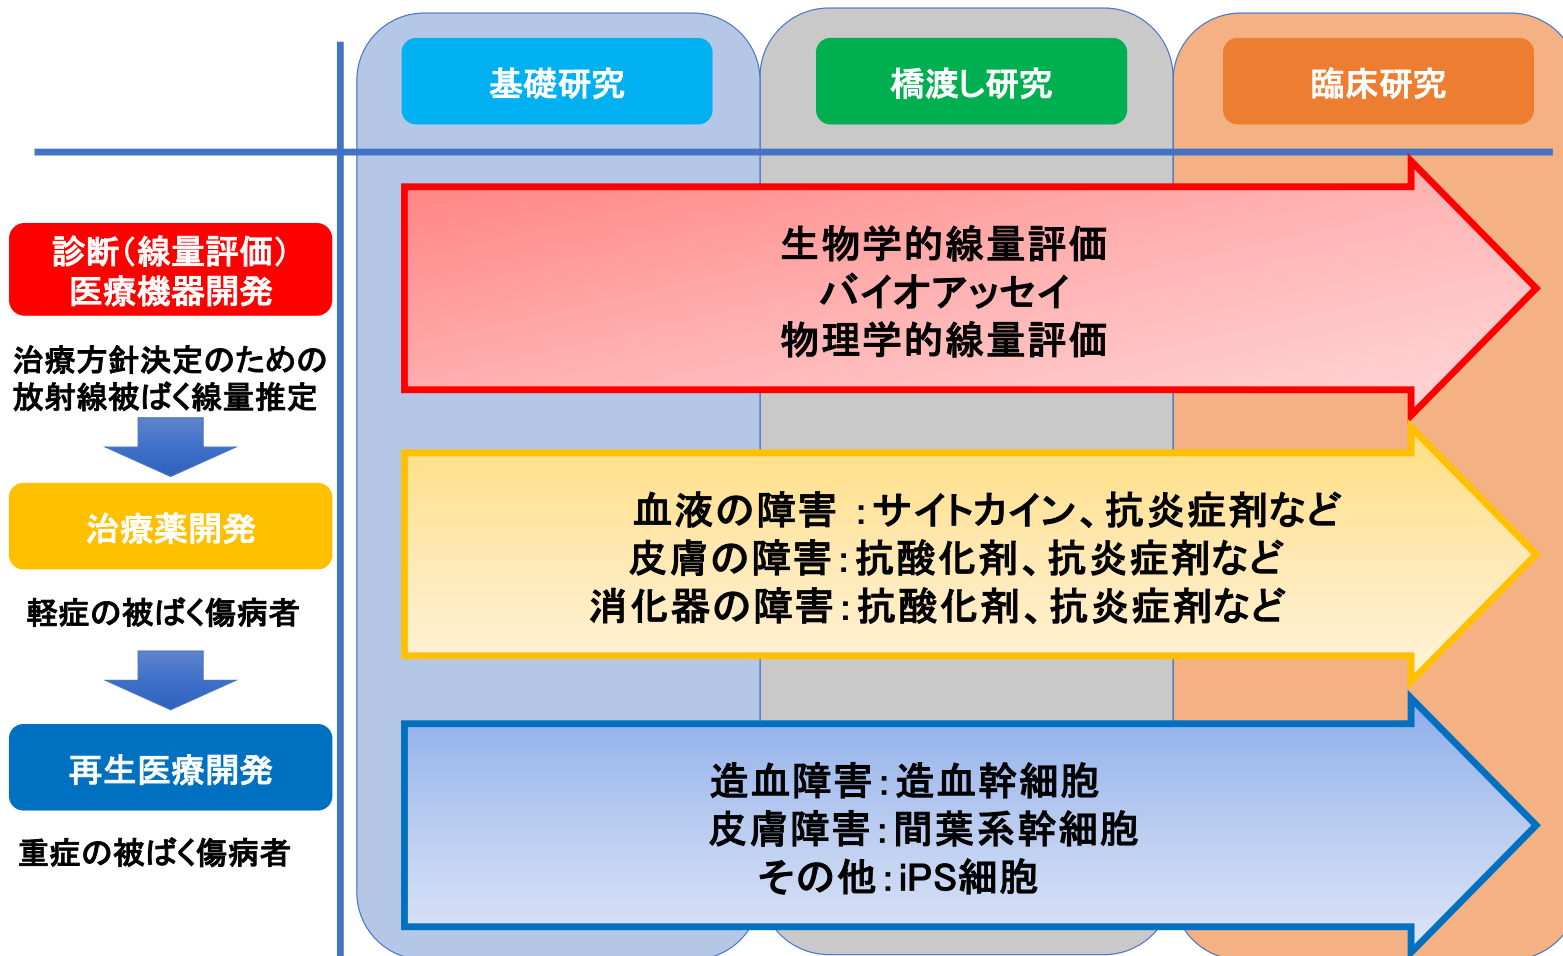 基礎研究
橋渡し研究
臨床研究
診断(線量評価)
医療機器開発
治療方針決定のための
放射線被ばく線量推定
生物学的線量評価
バイオアッセイ
物理学的線量評価
治療薬開発
軽症の被ばく傷病者
血液の障害 :サイトカイン、抗炎症剤など
皮膚の障害:抗酸化剤、抗炎症剤など
消化器の障害:抗酸化剤、抗炎症剤など
再生医療開発
重症の被ばく傷病者
造血障害:造血幹細胞
皮膚障害:間葉系幹細胞
その他:iPS細胞